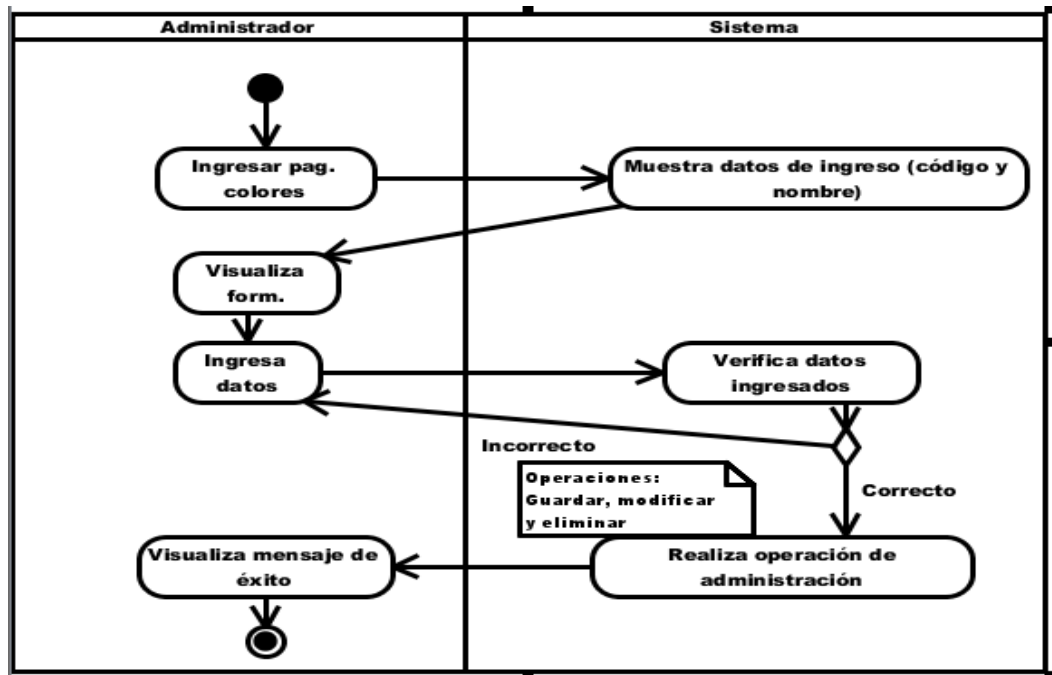 Administrador
Sistema
Ingresar pag.
colores
Muestra datos de ingreso (código y
nombre)
Visualiza
form.
Ingresa
datos
Verifica datos
ingresados
Incorrecto
Operaciones:
Guardar, modificar
y eliminar
Correcto
Visualiza mensaje de
éxito
Realiza operación de
administración